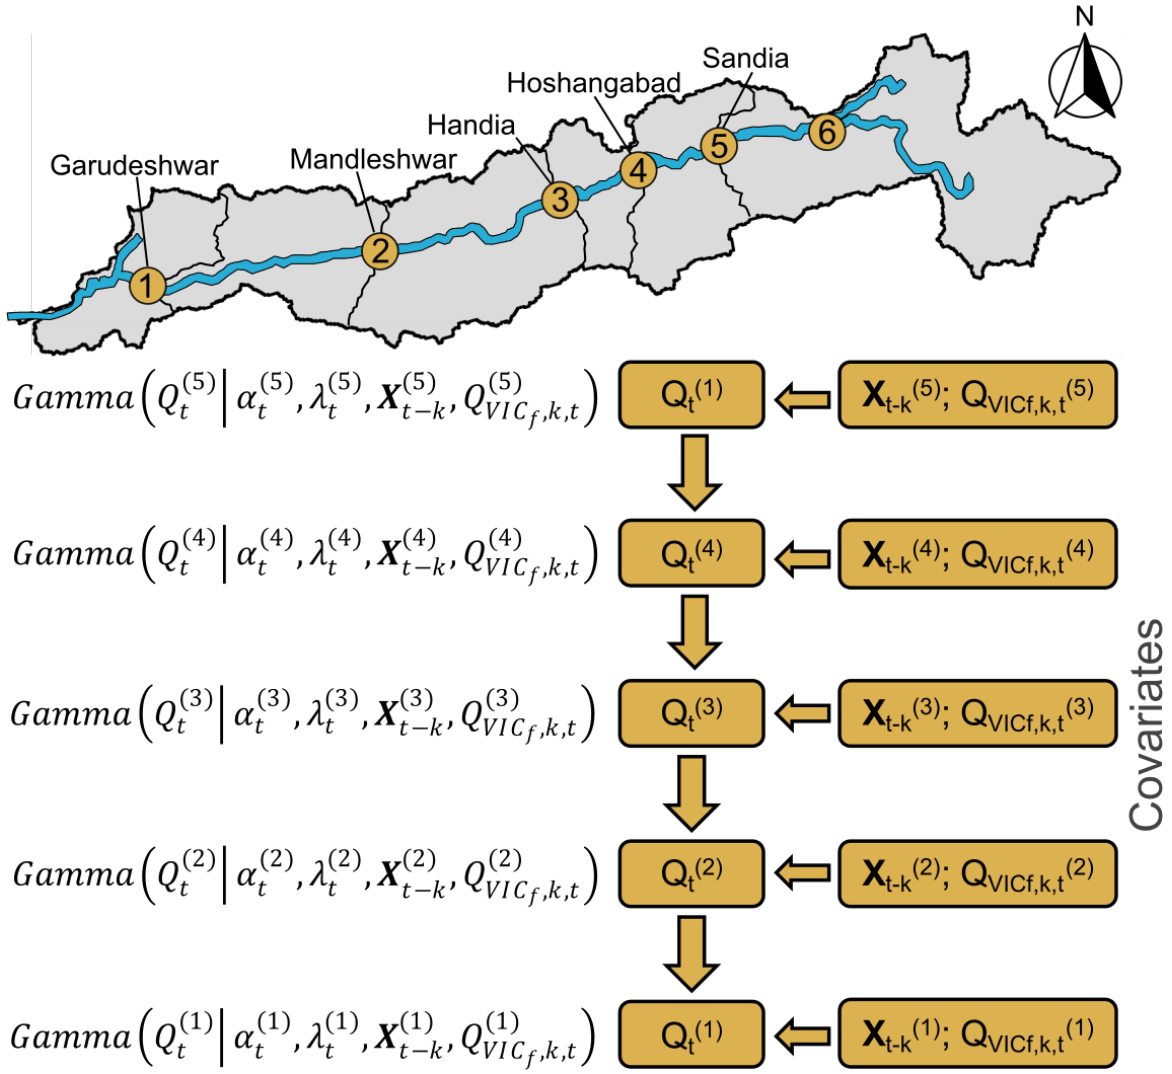 N
Sandia
Hoshangabad
Handia
Mandleshwar
Garudeshwar
6
5
4
3
2
1
Gamma(Q_t^{(5)} | α_t^{(5)}, λ_t^{(5)}, X_{t-k}^{(5)}, Q_{VIC_f,k,t}^{(5)}) Q_t^{(1)} X_{t-k}^{(5)}; Q_{VICf,k,t}^{(5)}
Gamma(Q_t^{(4)} | α_t^{(4)}, λ_t^{(4)}, X_{t-k}^{(4)}, Q_{VIC_f,k,t}^{(4)}) Q_t^{(4)} X_{t-k}^{(4)}; Q_{VICf,k,t}^{(4)}
Gamma(Q_t^{(3)} | α_t^{(3)}, λ_t^{(3)}, X_{t-k}^{(3)}, Q_{VIC_f,k,t}^{(3)}) Q_t^{(3)} X_{t-k}^{(3)}; Q_{VICf,k,t}^{(3)}
Gamma(Q_t^{(2)} | α_t^{(2)}, λ_t^{(2)}, X_{t-k}^{(2)}, Q_{VIC_f,k,t}^{(2)}) Q_t^{(2)} X_{t-k}^{(2)}; Q_{VICf,k,t}^{(2)}
Gamma(Q_t^{(1)} | α_t^{(1)}, λ_t^{(1)}, X_{t-k}^{(1)}, Q_{VIC_f,k,t}^{(1)}) Q_t^{(1)} X_{t-k}^{(1)}; Q_{VICf,k,t}^{(1)}
Covariates